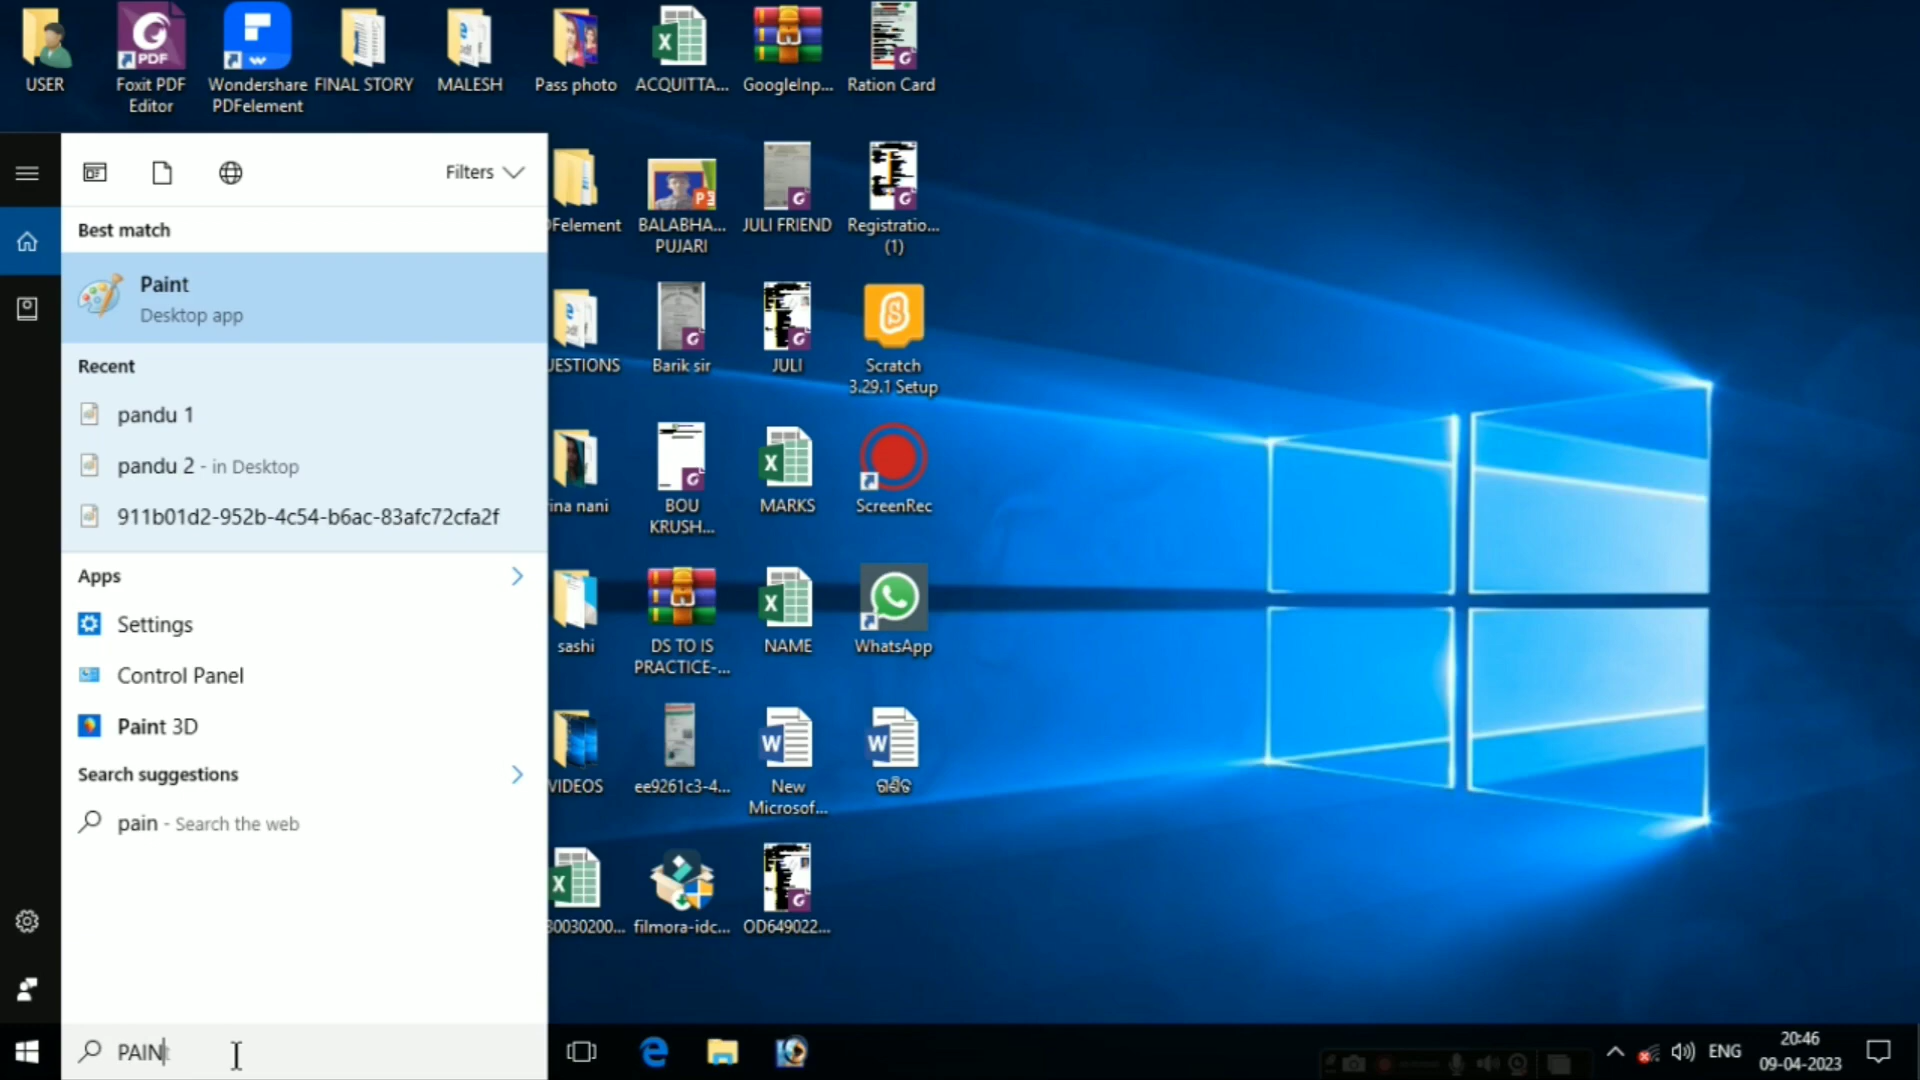 USER
Foxit PDF
Editor
Wondershare
PDFelement
FINAL STORY
MALESH
Pass photo
ACQUITTA...
GoogleInp...
Ration Card
Filters
Best match
Paint
Desktop app
Recent
pandu 1
pandu 2 - in Desktop
911b01d2-952b-4c54-b6ac-83afc72cfa2f
Apps
Settings
Control Panel
Paint 3D
Search suggestions
pain - Search the web
PAINt
Felement
BALABHA...
PUJARI
JULI FRIEND
Registratio...
(1)
UESTIONS
Barik sir
JULI
Scratch
3.29.1 Setup
ina nani
BOU
KRUSH...
MARKS
ScreenRec
sashi
DS TO IS
PRACTICE-...
NAME
WhatsApp
VIDEOS
ee9261c3-4...
New
Microsof...
ଗଣିତ
30030200...
filmora-idc...
OD649022...
ENG
20:46
09-04-2023